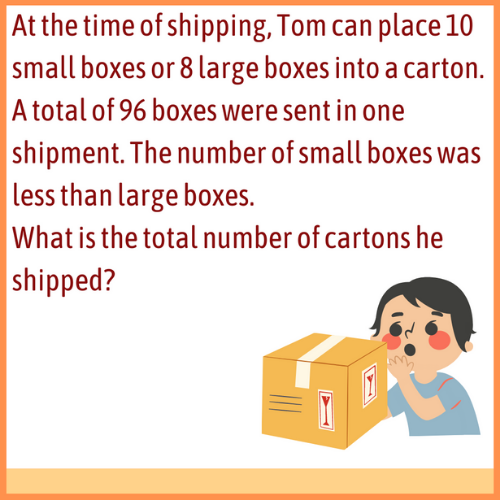 At the time of shipping, Tom can place 10
small boxes or 8 large boxes into a carton.
A total of 96 boxes were sent in one
shipment. The number of small boxes was
less than large boxes.
What is the total number of cartons he
shipped?